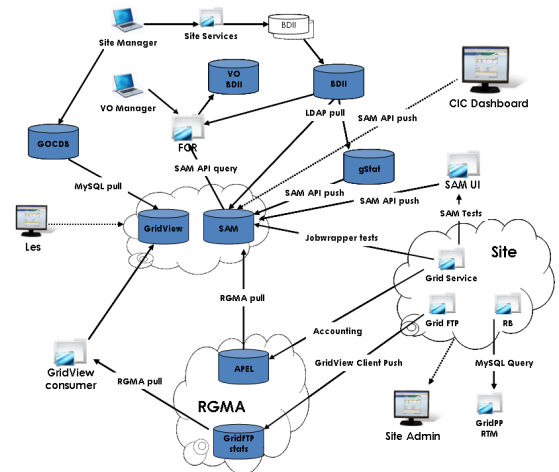 Site Manager
Site Services
BDII
VO Manager
VO
BDII
BDII
CIC Dashboard
LDAP pull
SAM API push
FCR
GOCDB
SAM API query
gStat
MySQL pull
SAM API push
SAM API push
SAM UI
SAM Tests
GridView
SAM
Les
Jobwrapper tests
Site
Grid Service
RGMA pull
Grid FTP
RB
Accounting
GridView
consumer
APEL
GridView Client Push
MySQL Query
RGMA pull
RGMA
GridFTP
stats
Site Admin
GridPP
RTM